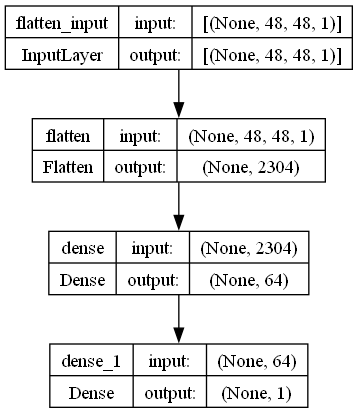 flatten_input input: [(None, 48, 48, 1)]
InputLayer output: [(None, 48, 48, 1)]
flatten input: (None, 48, 48, 1)
Flatten output: (None, 2304)
dense input: (None, 2304)
Dense output: (None, 64)
dense_1 input: (None, 64)
Dense output: (None, 1)